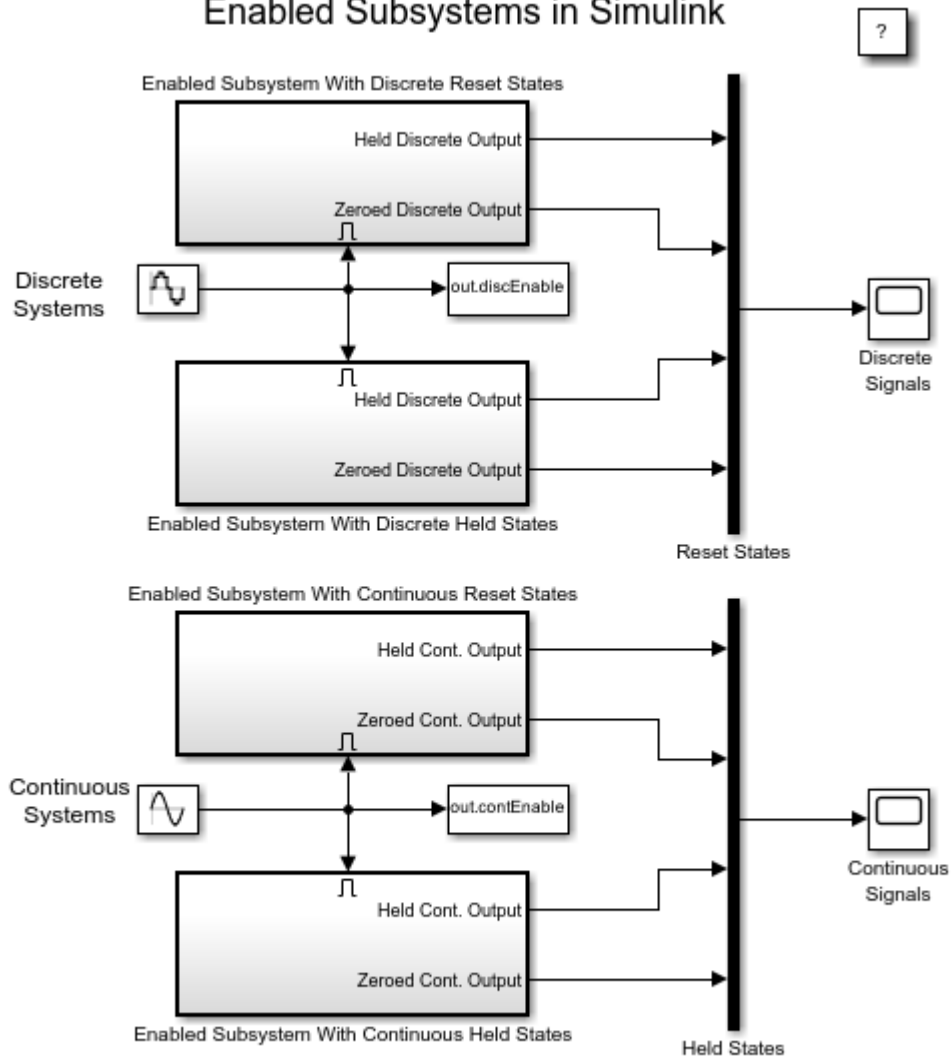 Enabled Subsystems in Simulink
?
Enabled Subsystem With Discrete Reset States
Held Discrete Output
Zeroed Discrete Output
Discrete
Systems
out.discEnable
Held Discrete Output
Zeroed Discrete Output
Enabled Subsystem With Discrete Held States
Discrete
Signals
Reset States
Enabled Subsystem With Continuous Reset States
Held Cont. Output
Zeroed Cont. Output
Continuous
Systems
out.contEnable
Held Cont. Output
Zeroed Cont. Output
Enabled Subsystem With Continuous Held States
Continuous
Signals
Held States